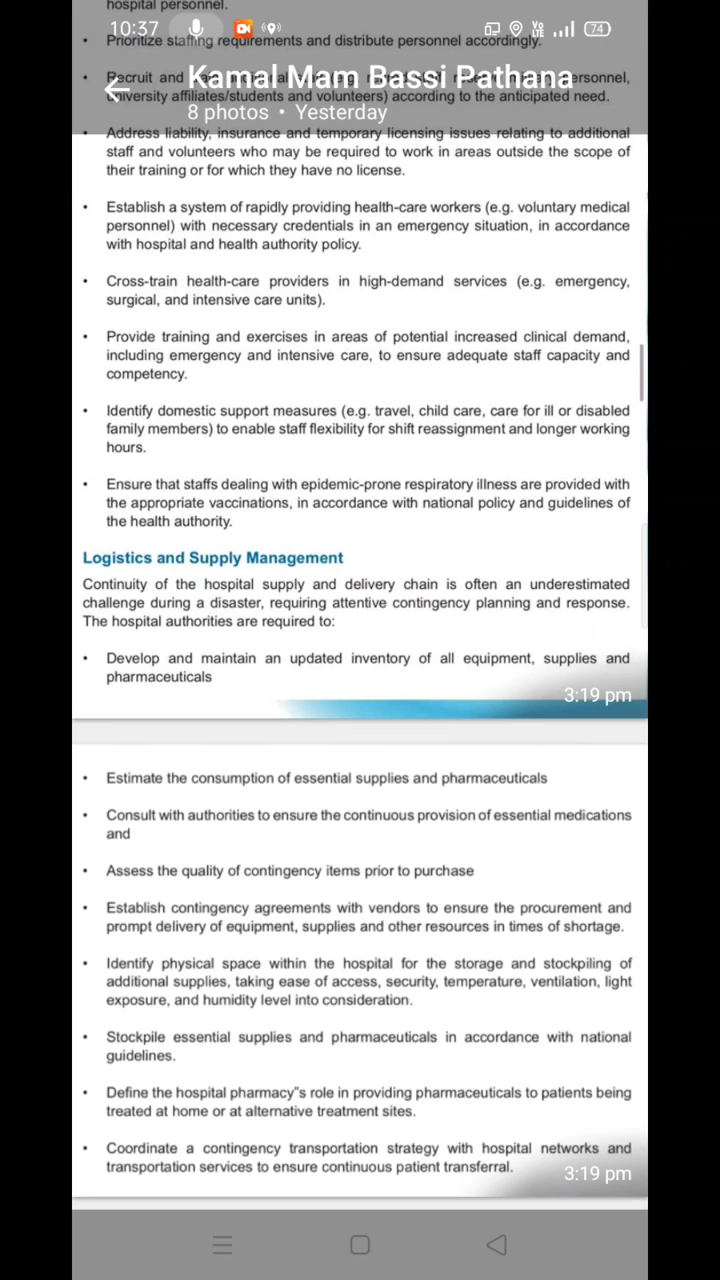 hospital personnel.
10:37
74
• Prioritize staffing requirements and distribute personnel accordingly.
Kamal Mam Bassi Pathana
8 photos • Yesterday
• Recruit and personnel,
university affiliates/students and volunteers) according to the anticipated need.
• Address liability, insurance and temporary licensing issues relating to additional
staff and volunteers who may be required to work in areas outside the scope of
their training or for which they have no license.
• Establish a system of rapidly providing health-care workers (e.g. voluntary medical
personnel) with necessary credentials in an emergency situation, in accordance
with hospital and health authority policy.
• Cross-train health-care providers in high-demand services (e.g. emergency,
surgical, and intensive care units).
• Provide training and exercises in areas of potential increased clinical demand,
including emergency and intensive care, to ensure adequate staff capacity and
competency.
• Identify domestic support measures (e.g. travel, child care, care for ill or disabled
family members) to enable staff flexibility for shift reassignment and longer working
hours.
• Ensure that staffs dealing with epidemic-prone respiratory illness are provided with
the appropriate vaccinations, in accordance with national policy and guidelines of
the health authority.
Logistics and Supply Management
Continuity of the hospital supply and delivery chain is often an underestimated
challenge during a disaster, requiring attentive contingency planning and response.
The hospital authorities are required to:
• Develop and maintain an updated inventory of all equipment, supplies and
pharmaceuticals
3:19 pm
• Estimate the consumption of essential supplies and pharmaceuticals
• Consult with authorities to ensure the continuous provision of essential medications
and
• Assess the quality of contingency items prior to purchase
• Establish contingency agreements with vendors to ensure the procurement and
prompt delivery of equipment, supplies and other resources in times of shortage.
• Identify physical space within the hospital for the storage and stockpiling of
additional supplies, taking ease of access, security, temperature, ventilation, light
exposure, and humidity level into consideration.
• Stockpile essential supplies and pharmaceuticals in accordance with national
guidelines.
• Define the hospital pharmacy"s role in providing pharmaceuticals to patients being
treated at home or at alternative treatment sites.
• Coordinate a contingency transportation strategy with hospital networks and
transportation services to ensure continuous patient transferral.
3:19 pm